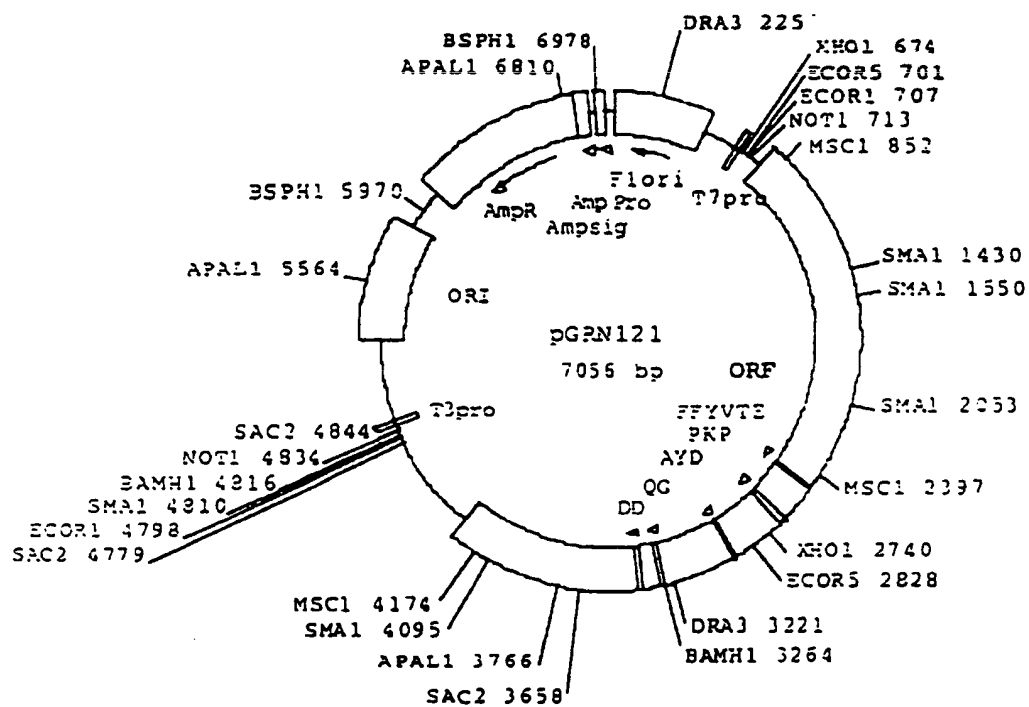 DRA3 225
BSPH1 6978
APAL1 6810
XHO1 674
ECOR5 701
ECOR1 707
NOT1 713
MSC1 852
F1ori
T7pro
AmpR
Amp Pro
Ampsig
BSPH1 5970
APAL1 5564
ORI
SMA1 1430
SMA1 1550
pGRN121
7056 bp
ORF
SMA1 2053
FFYVTE
PKP
AYD
QG
DD
T3pro
SAC2 4844
NOT1 4834
BAMH1 4816
SMA1 4810
ECOR1 4798
SAC2 4779
MSC1 2397
XHO1 2740
ECOR5 2828
MSC1 4174
SMA1 4095
APAL1 3766
SAC2 3658
DRA3 3221
BAMH1 3264